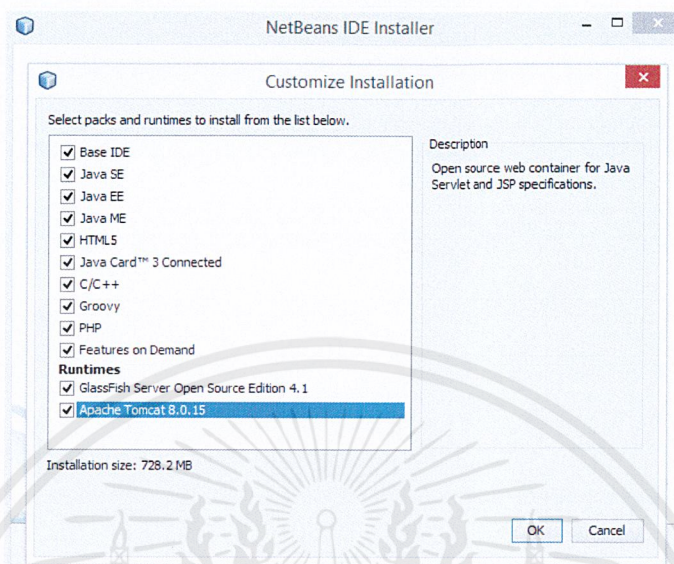 NetBeans IDE Installer
Customize Installation
Select packs and runtimes to install from the list below.
Base IDE
Java SE
Java EE
Java ME
HTML5
Java Card™ 3 Connected
C/C++
Groovy
PHP
Features on Demand
Runtimes
GlassFish Server Open Source Edition 4.1
Apache Tomcat 8.0.15
Description
Open source web container for Java
Servlet and JSP specifications.
Installation size: 728.2 MB
OK
Cancel